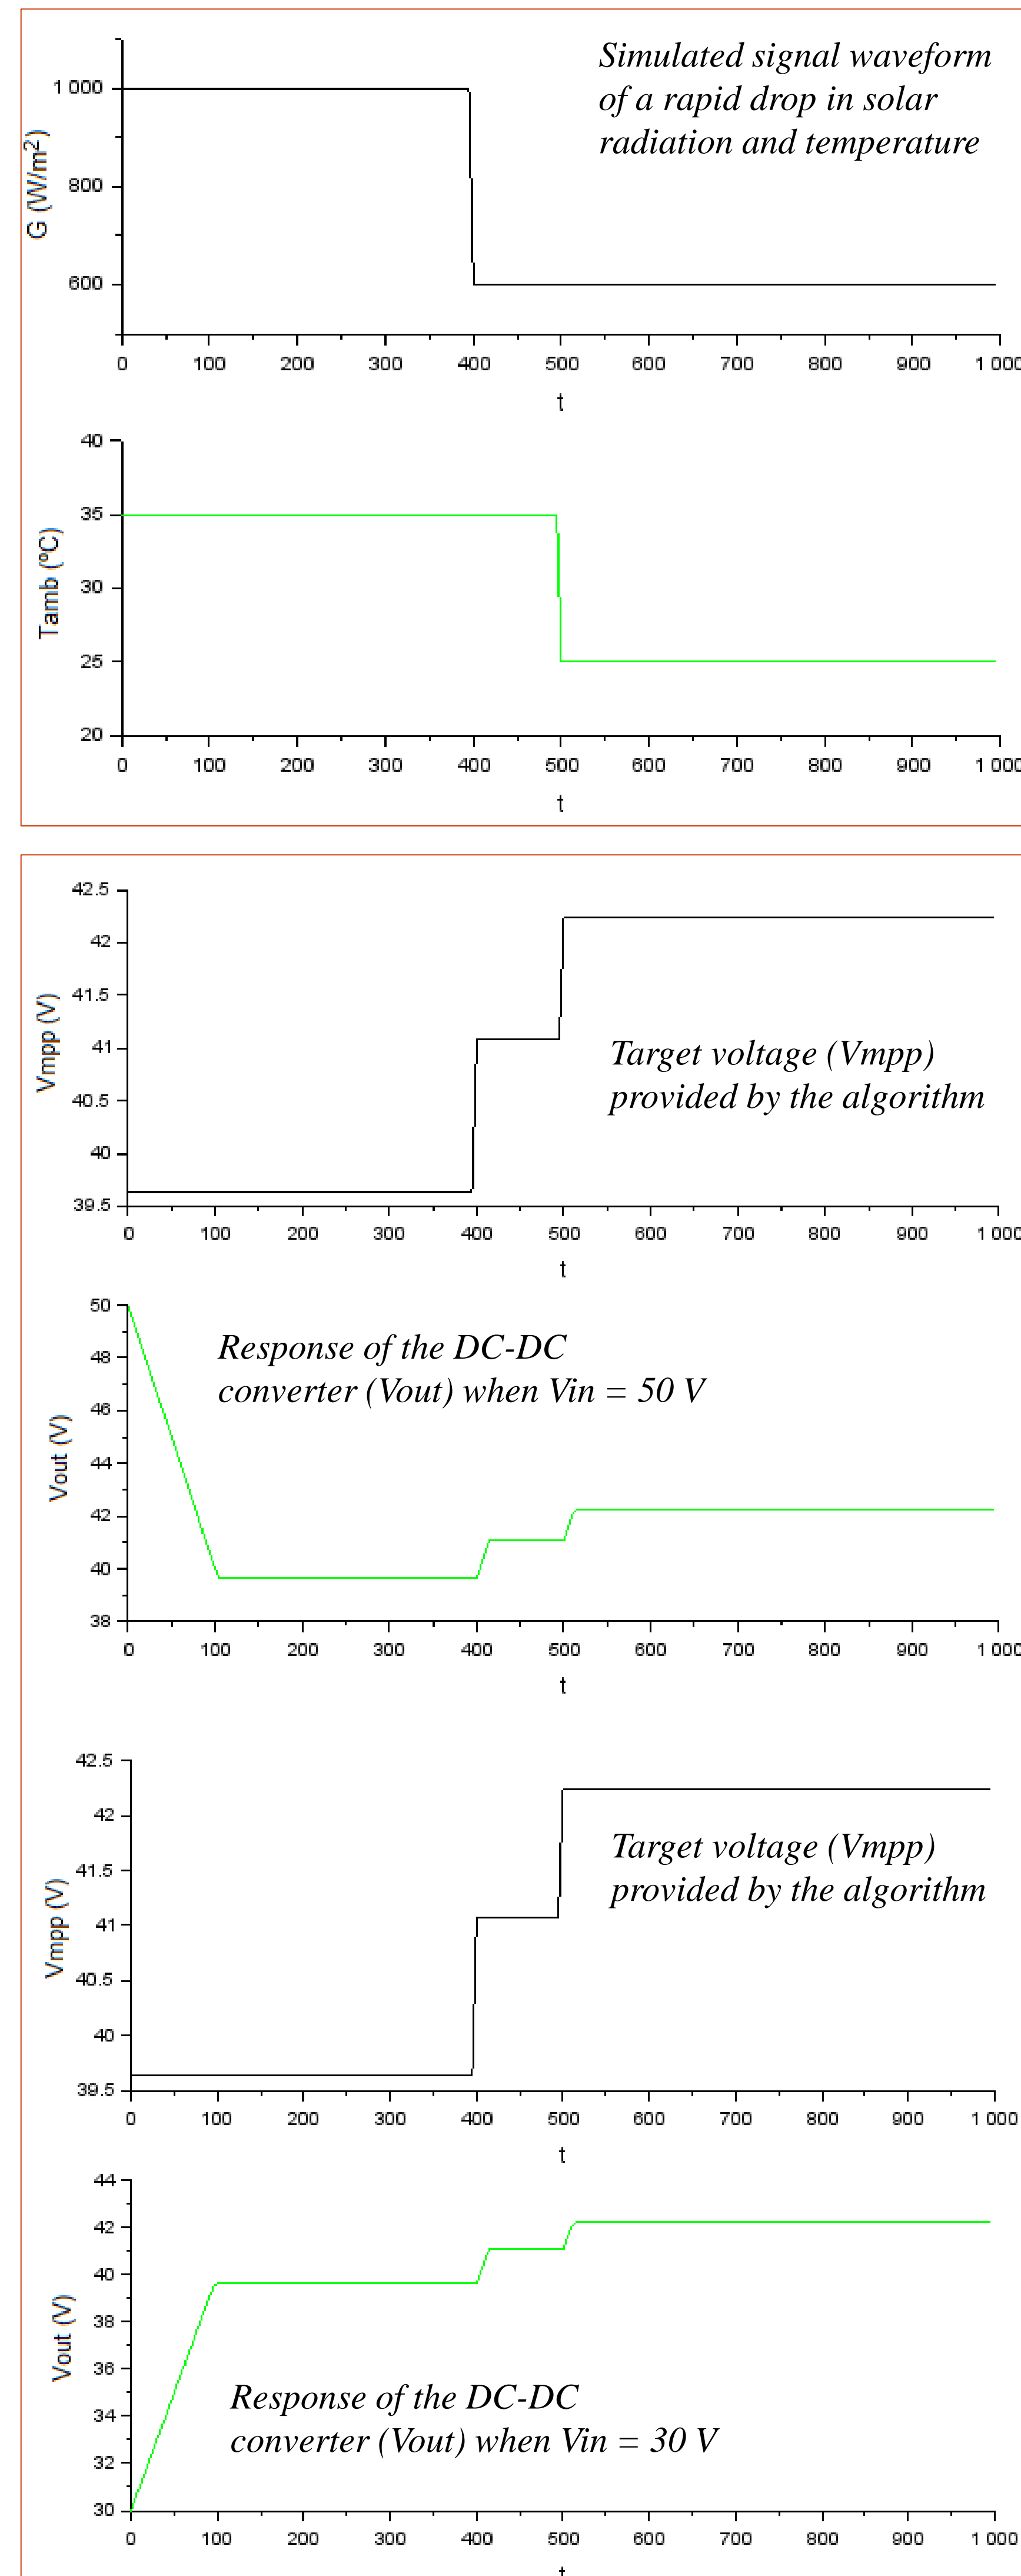 Simulated signal waveform
of a rapid drop in solar
radiation and temperature
G (W/m²)
1 000
800
600
0 100 200 300 400 500 600 700 800 900 1 000
t
Tamb (ºC)
40
35
30
25
20
0 100 200 300 400 500 600 700 800 900 1 000
t
Vmpp (V)
42.5
42
41.5
41
40.5
40
39.5
Target voltage (Vmpp)
provided by the algorithm
0 100 200 300 400 500 600 700 800 900 1 000
t
Vout (V)
50
48
46
44
42
40
38
Response of the DC-DC
converter (Vout) when Vin = 50 V
0 100 200 300 400 500 600 700 800 900 1 000
t
Vmpp (V)
42.5
42
41.5
41
40.5
40
39.5
Target voltage (Vmpp)
provided by the algorithm
0 100 200 300 400 500 600 700 800 900 1 000
t
Vout (V)
44
42
40
38
36
34
32
30
Response of the DC-DC
converter (Vout) when Vin = 30 V
0 100 200 300 400 500 600 700 800 900 1 000
t